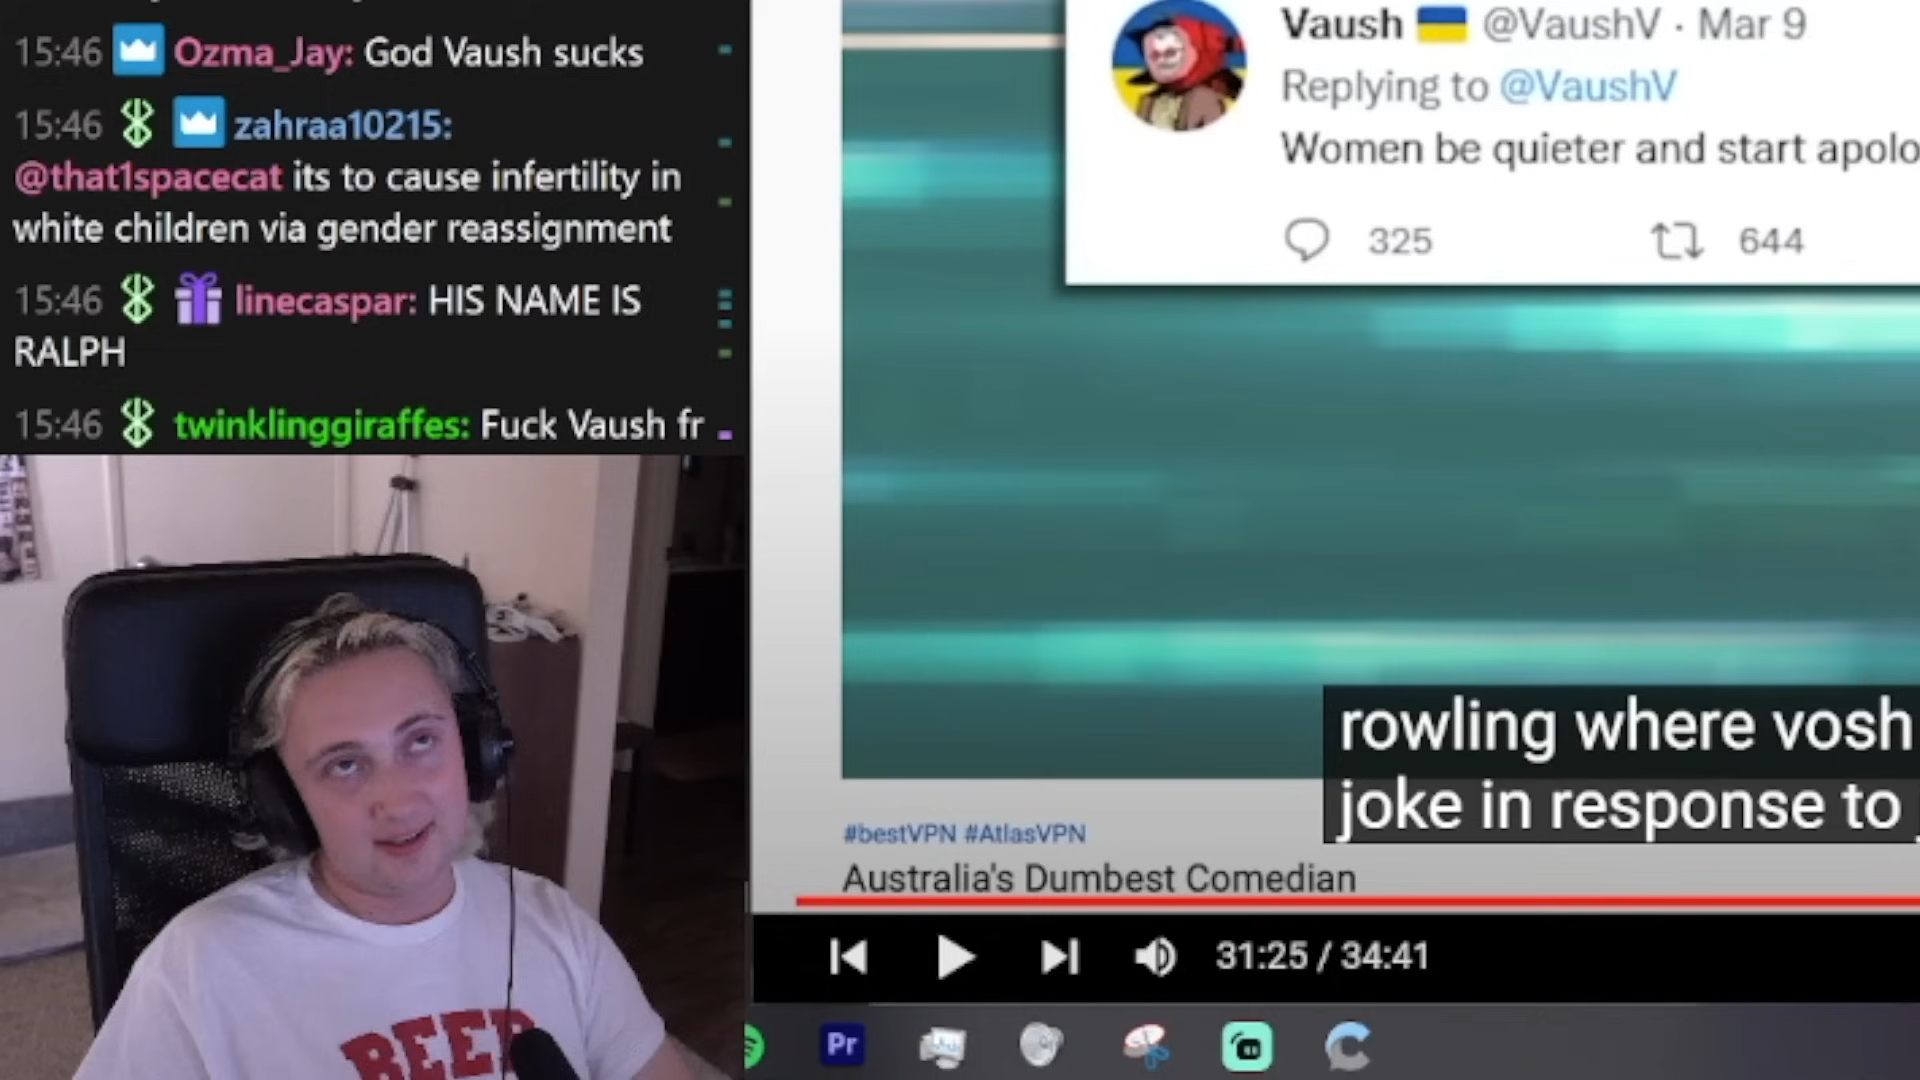 15:46 Ozma_Jay: God Vaush sucks
15:46 zahraa10215:
@that1spacecat its to cause infertility in
white children via gender reassignment
15:46 linecaspar: HIS NAME IS
RALPH
15:46 twinklinggiraffes: Fuck Vaush fr
Vaush @VaushV · Mar 9
Replying to @VaushV
Women be quieter and start apolo
325 644
rowling where vosh
joke in response to
#bestVPN #AtlasVPN
Australia's Dumbest Comedian
31:25 / 34:41
BEER
Pr